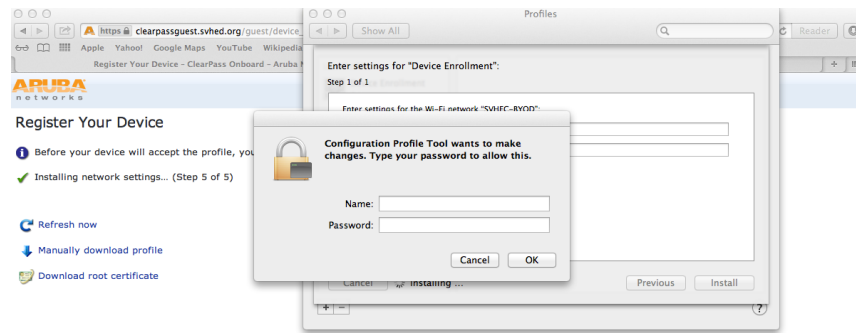 Profiles
https clearpassguest.svhed.org/guest/device_
Show All
Reader
Apple Yahoo! Google Maps YouTube Wikipedia
Register Your Device – ClearPass Onboard – Aruba N
ARUBA
networks
Enter settings for "Device Enrollment":
Step 1 of 1
Enter settings for the Wi-Fi network "SVHEC-BYOD":
Register Your Device
Before your device will accept the profile, you
Installing network settings... (Step 5 of 5)
Refresh now
Manually download profile
Download root certificate
Configuration Profile Tool wants to make
changes. Type your password to allow this.
Name:
Password:
Cancel OK
Cancel Installing ... Previous Install
+ − ?